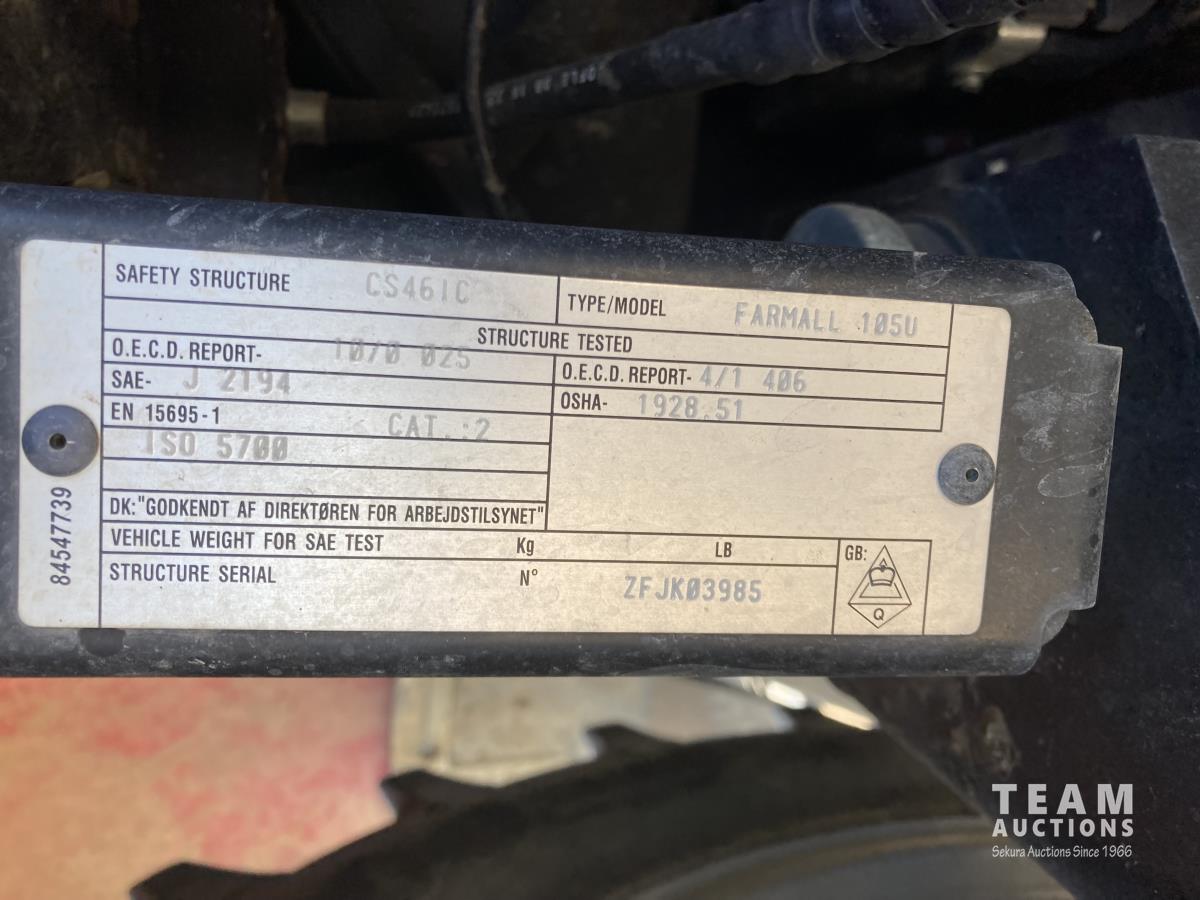 SAFETY STRUCTURE CS461C
TYPE/MODEL FARMALL 105U
STRUCTURE TESTED
O.E.C.D. REPORT- 10/0 025
O.E.C.D. REPORT- 4/1 406
SAE- J 2194
OSHA- 1928.51
EN 15695-1 CAT.:2
ISO 5700
DK:"GODKENDT AF DIREKTØREN FOR ARBEJDSTILSYNET"
VEHICLE WEIGHT FOR SAE TEST Kg LB
GB:
STRUCTURE SERIAL N° ZFJK03985
Q
84547739
TEAM
AUCTIONS
Sekura Auctions Since 1966